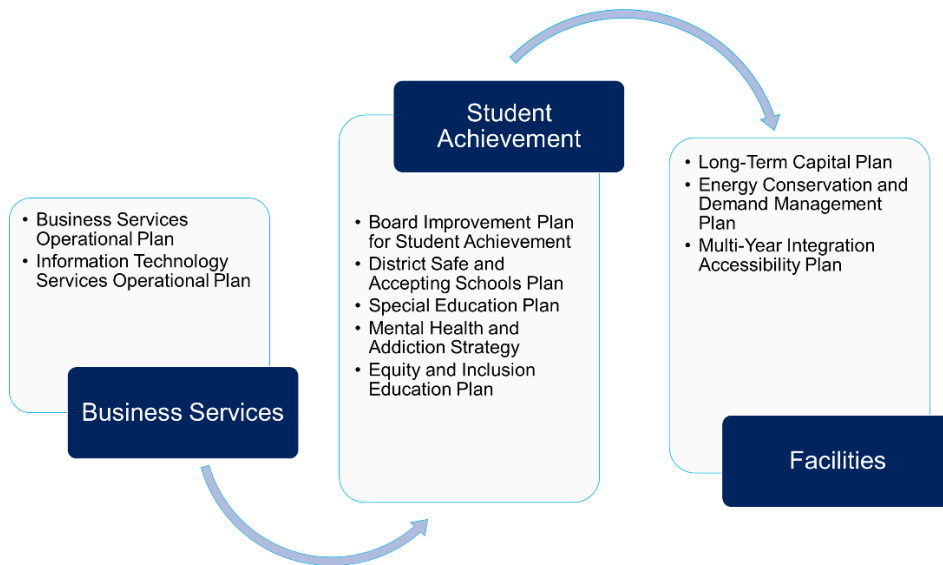 • Business Services
Operational Plan
• Information Technology
Services Operational Plan
Business Services
Student
Achievement
• Board Improvement Plan
for Student Achievement
• District Safe and
Accepting Schools Plan
• Special Education Plan
• Mental Health and
Addiction Strategy
• Equity and Inclusion
Education Plan
• Long-Term Capital Plan
• Energy Conservation and
Demand Management
Plan
• Multi-Year Integration
Accessibility Plan
Facilities